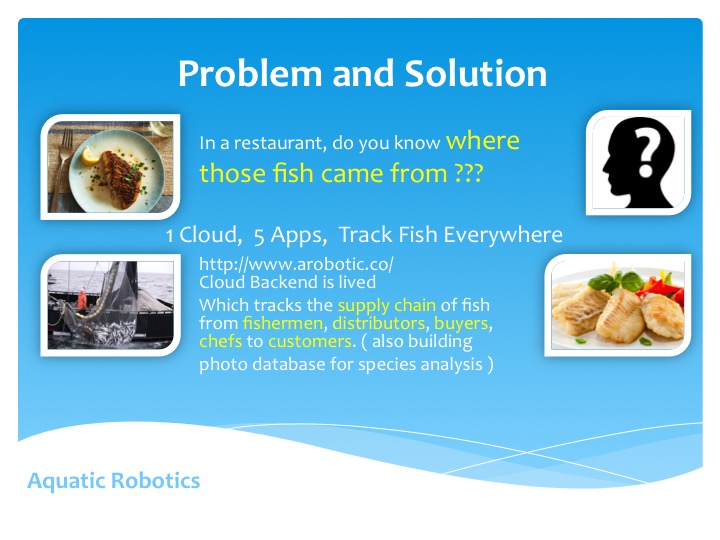 Problem and Solution
In a restaurant, do you know where
those fish came from ???
1 Cloud,  5 Apps,  Track Fish Everywhere
http://www.arobotic.co/
Cloud Backend is lived
Which tracks the supply chain of fish
from fishermen, distributors, buyers,
chefs to customers. ( also building
photo database for species analysis )
Aquatic Robotics